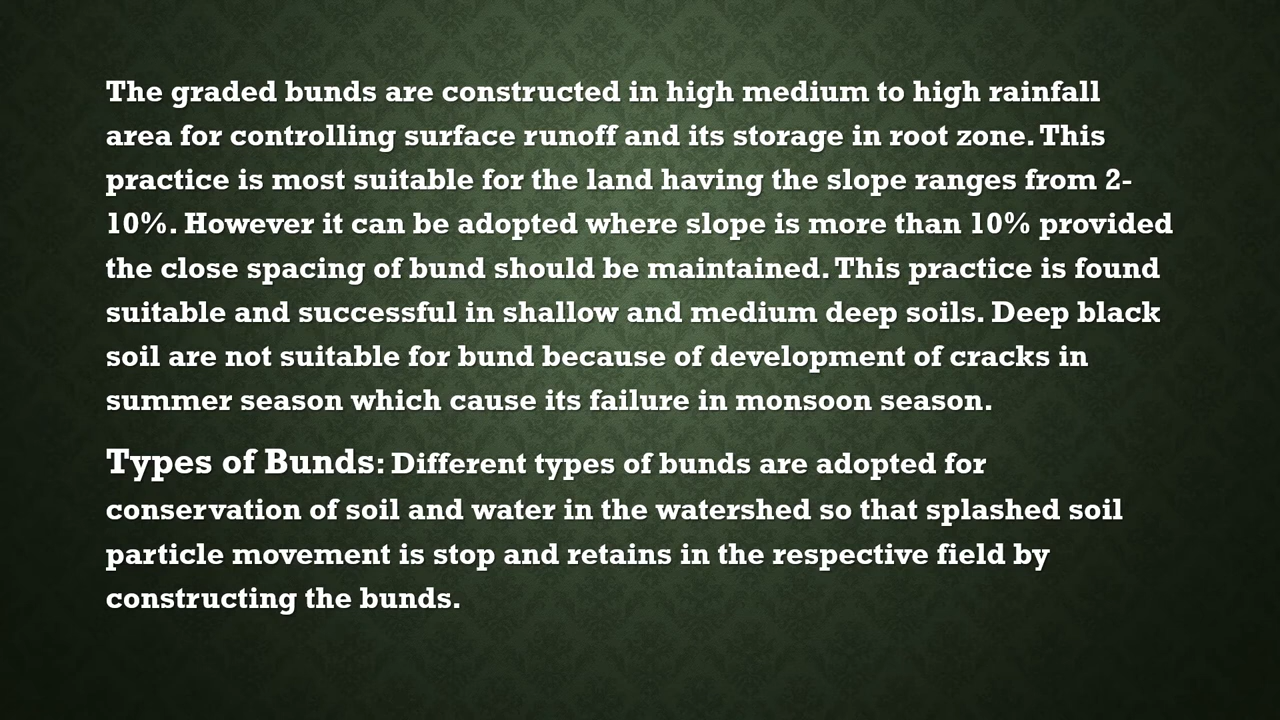 The graded bunds are constructed in high medium to high rainfall
area for controlling surface runoff and its storage in root zone. This
practice is most suitable for the land having the slope ranges from 2-
10%. However it can be adopted where slope is more than 10% provided
the close spacing of bund should be maintained. This practice is found
suitable and successful in shallow and medium deep soils. Deep black
soil are not suitable for bund because of development of cracks in
summer season which cause its failure in monsoon season.
Types of Bunds: Different types of bunds are adopted for
conservation of soil and water in the watershed so that splashed soil
particle movement is stop and retains in the respective field by
constructing the bunds.